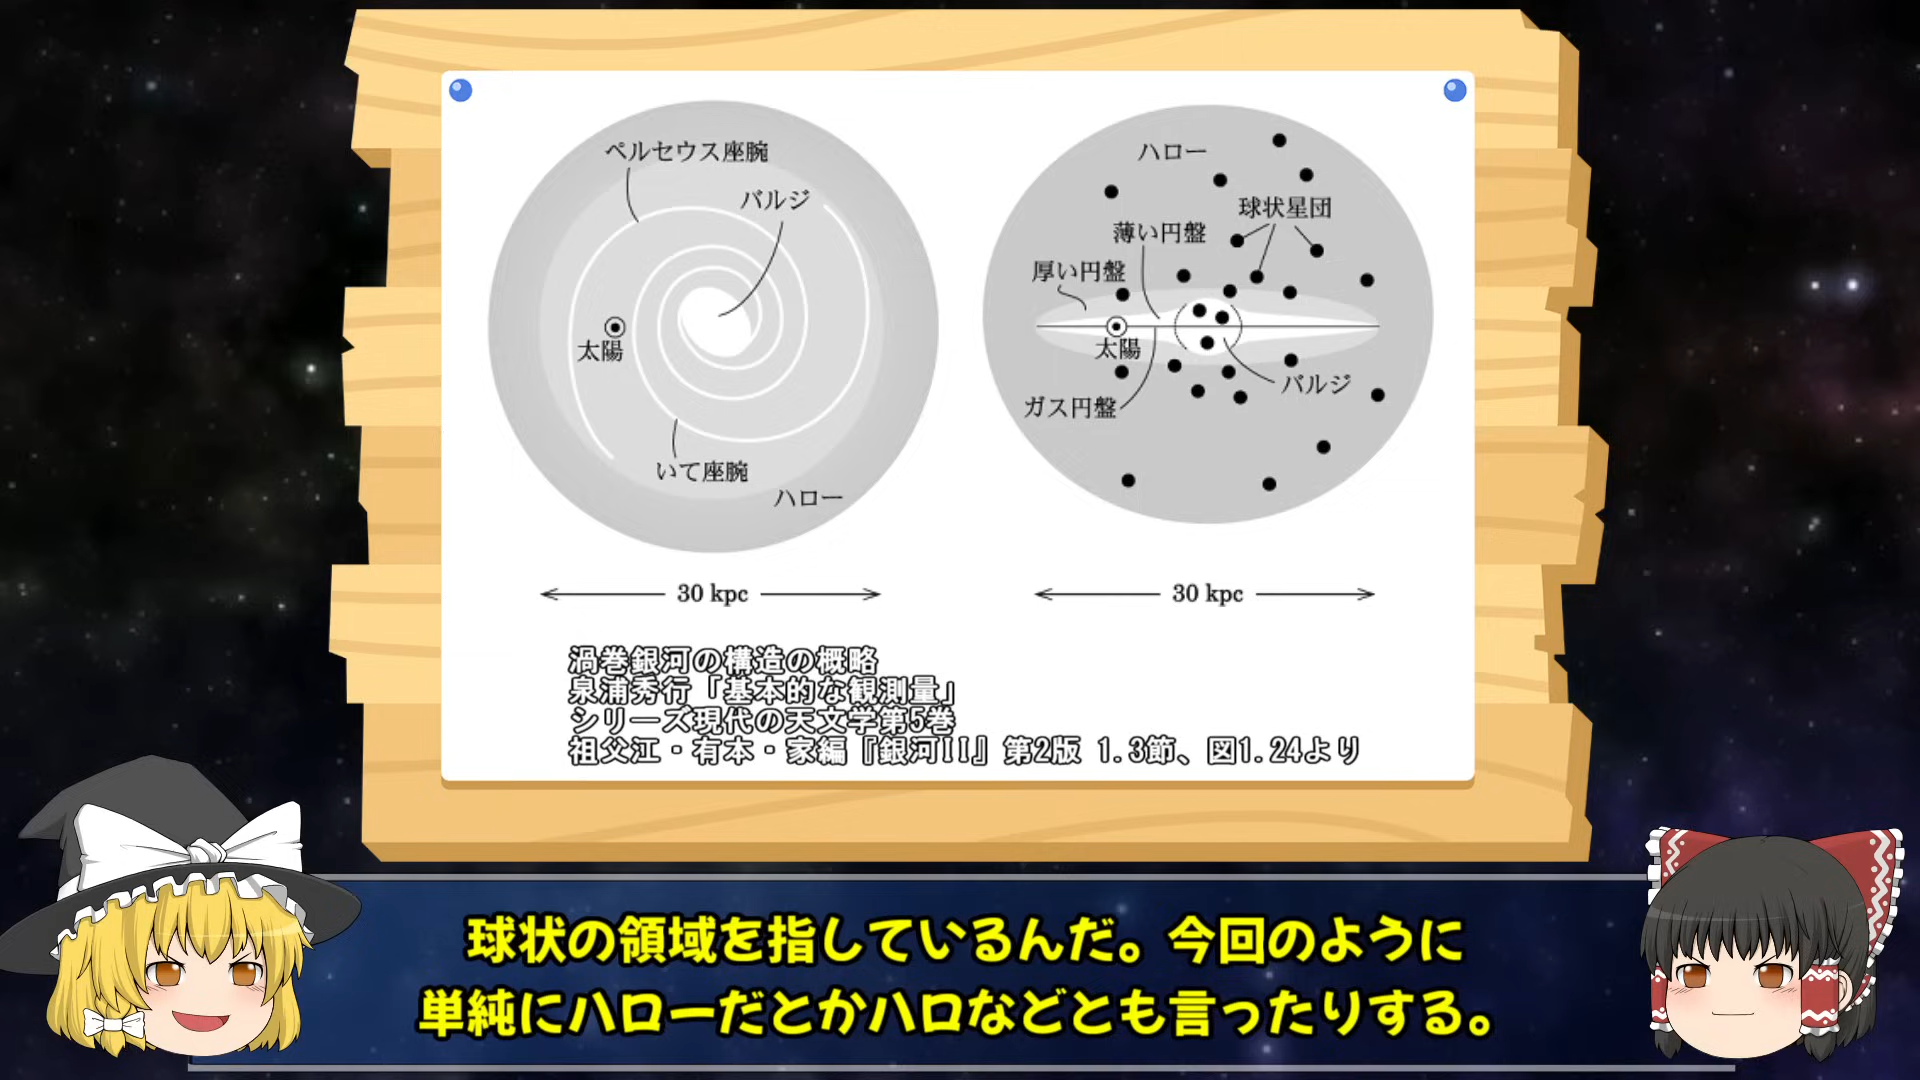 ペルセウス座腕
バルジ
太陽
いて座腕
ハロー
30 kpc
ハロー
球状星団
薄い円盤
厚い円盤
太陽
バルジ
ガス円盤
30 kpc
渦巻銀河の構造の概略
泉浦秀行「基本的な観測量」
シリーズ現代の天文学第5巻
祖父江・有本・家編『銀河II』第2版 1.3節、図1.24より
球状の領域を指しているんだ。今回のように
単純にハローだとかハロなどとも言ったりする。